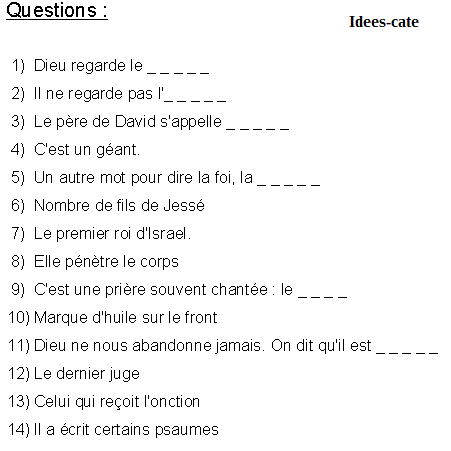 Questions :
Idees-cate
1) Dieu regarde le _ _ _ _ _
2) Il ne regarde pas l'_ _ _ _ _
3) Le père de David s'appelle _ _ _ _ _
4) C'est un géant.
5) Un autre mot pour dire la foi, la _ _ _ _ _
6) Nombre de fils de Jessé
7) Le premier roi d'Israel.
8) Elle pénètre le corps
9) C'est une prière souvent chantée : le _ _ _ _
10) Marque d'huile sur le front
11) Dieu ne nous abandonne jamais. On dit qu'il est _ _ _ _ _
12) Le dernier juge
13) Celui qui reçoit l'onction
14) Il a écrit certains psaumes